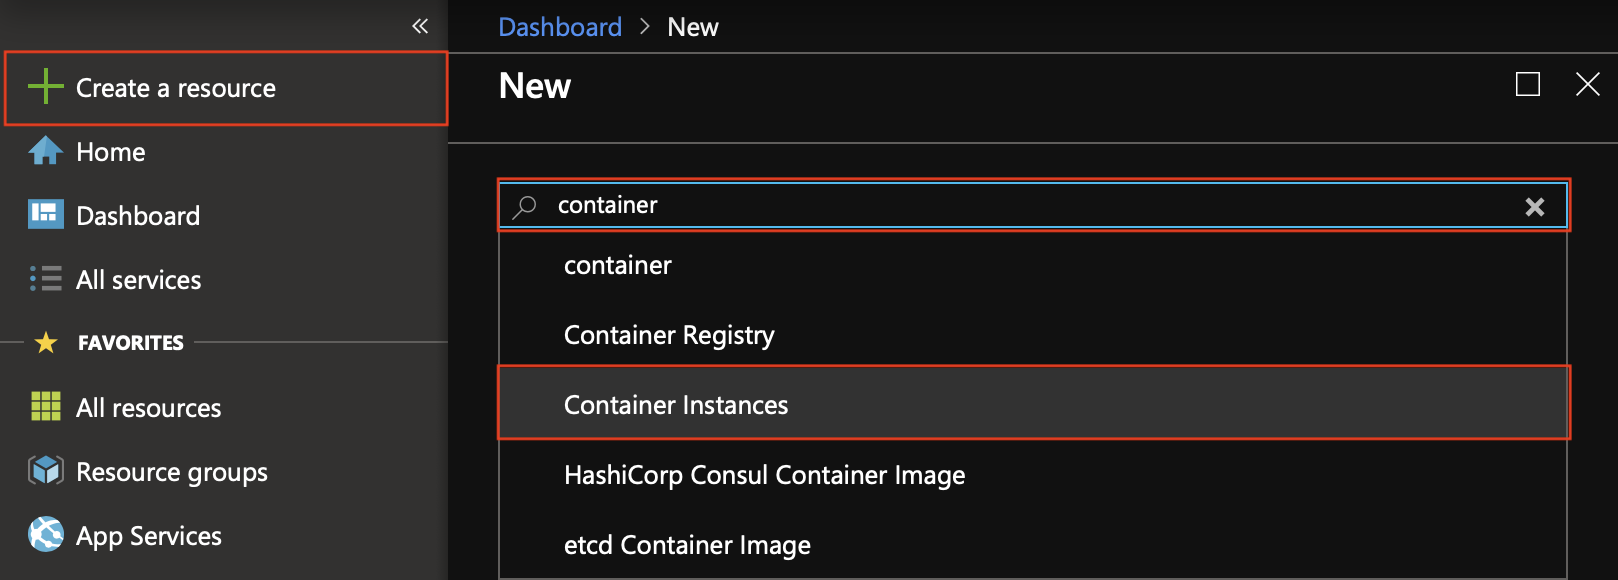 Create a resource
Home
Dashboard
All services
FAVORITES
All resources
Resource groups
App Services
Dashboard > New
New
container
container
Container Registry
Container Instances
HashiCorp Consul Container Image
etcd Container Image